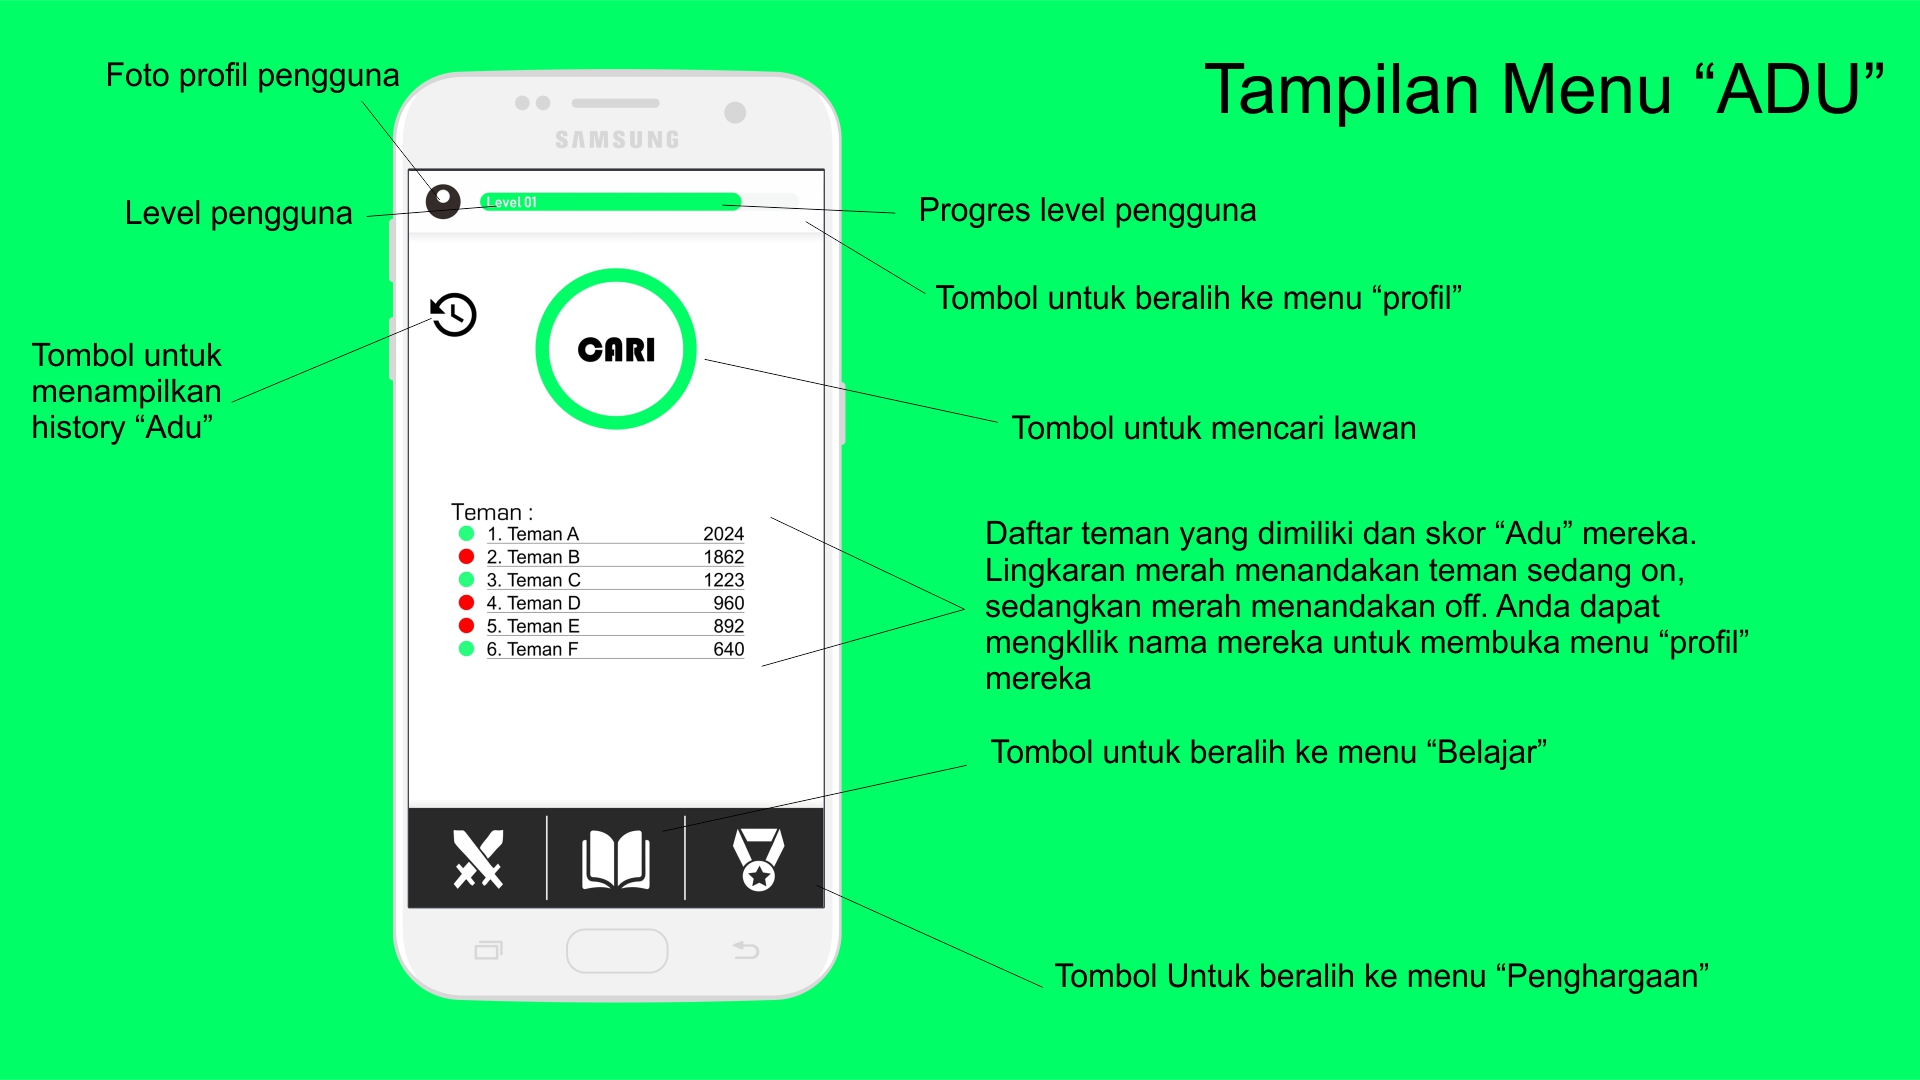 Tampilan Menu “ADU”
Foto profil pengguna
SAMSUNG
Level pengguna
Level 01
Progres level pengguna
Tombol untuk beralih ke menu “profil”
Tombol untuk
menampilkan
history “Adu”
CARI
Tombol untuk mencari lawan
Teman :
1. Teman A 2024
2. Teman B 1862
3. Teman C 1223
4. Teman D 960
5. Teman E 892
6. Teman F 640
Daftar teman yang dimiliki dan skor “Adu” mereka.
Lingkaran merah menandakan teman sedang on,
sedangkan merah menandakan off. Anda dapat
mengkllik nama mereka untuk membuka menu “profil”
mereka
Tombol untuk beralih ke menu “Belajar”
Tombol Untuk beralih ke menu “Penghargaan”